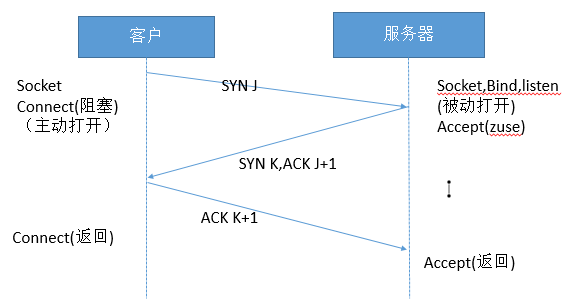 客户
服务器
Socket
Connect(阻塞)
（主动打开）
SYN J
Socket,Bind,listen
(被动打开)
Accept(zuse)
SYN K,ACK J+1
ACK K+1
Connect(返回)
Accept(返回)